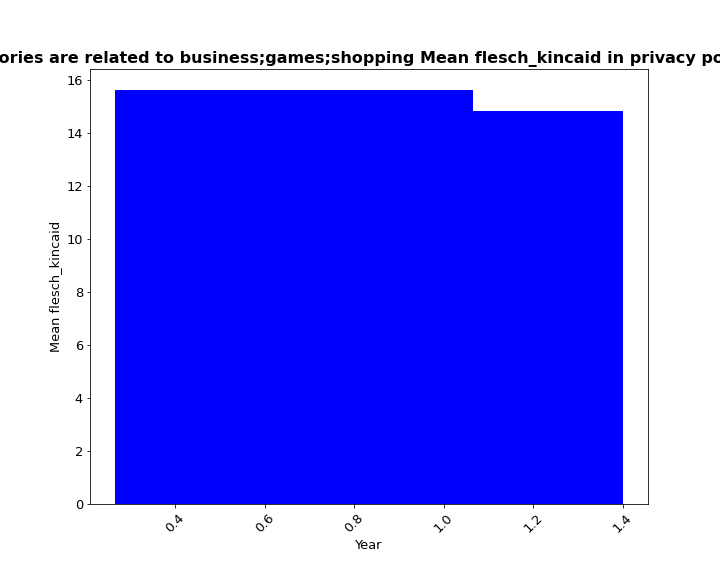 ories are related to business;games;shopping Mean flesch_kincaid in privacy po
16
14
12
10
8
6
4
2
0
Mean flesch_kincaid
0.4 0.6 0.8 1.0 1.2 1.4
Year